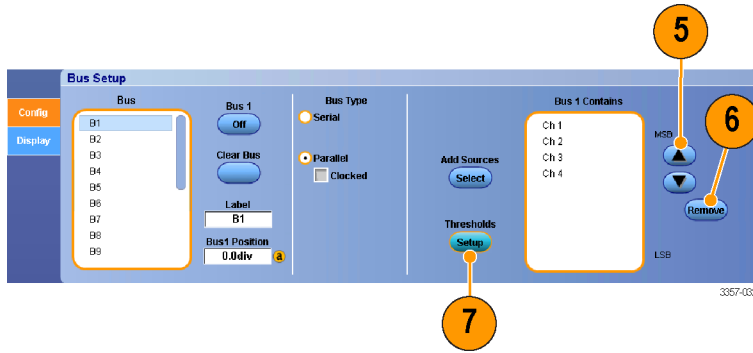 5
Bus Setup
Config
Display
Bus
B1
B2
B3
B4
B5
B6
B7
B8
B9
Bus 1
Off
Clear Bus
Label
B1
Bus1 Position
0.0div
a
Bus Type
Serial
Parallel
Clocked
Add Sources
Select
Thresholds
Setup
Bus 1 Contains
Ch 1
Ch 2
Ch 3
Ch 4
MSB
6
Remove
LSB
7